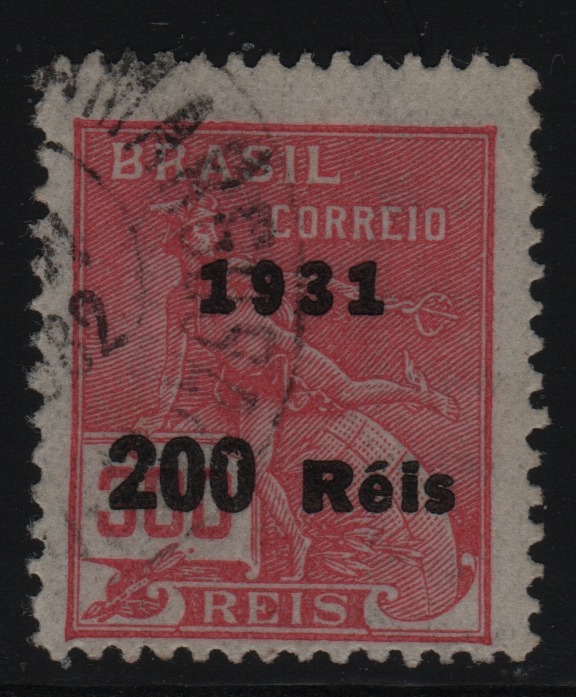 BRASIL
CORREIO
1931
200 Réis
300
REIS